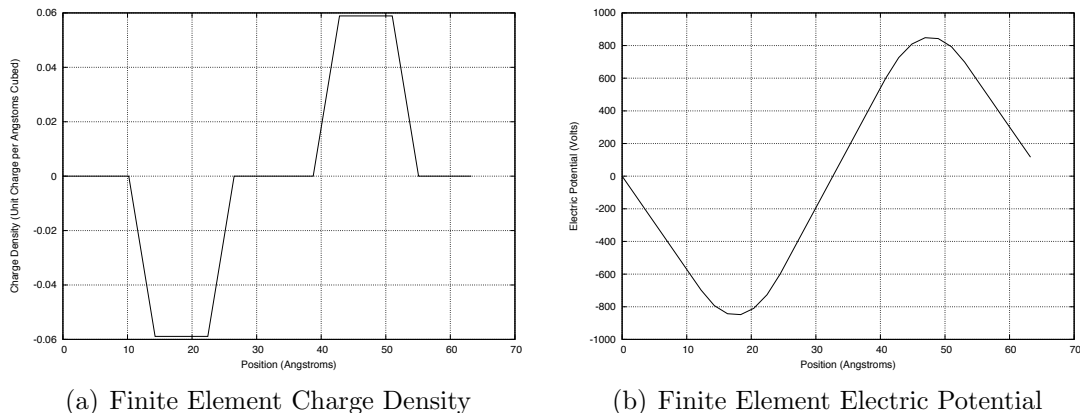 0.06
0.04
0.02
0
-0.02
-0.04
-0.06
0 10 20 30 40 50 60 70
Charge Density (Unit Charge per Angstoms Cubed)
Position (Angstroms)
(a) Finite Element Charge Density
1000
800
600
400
200
0
-200
-400
-600
-800
-1000
0 10 20 30 40 50 60 70
Electric Potential (Volts)
Position (Angstroms)
(b) Finite Element Electric Potential